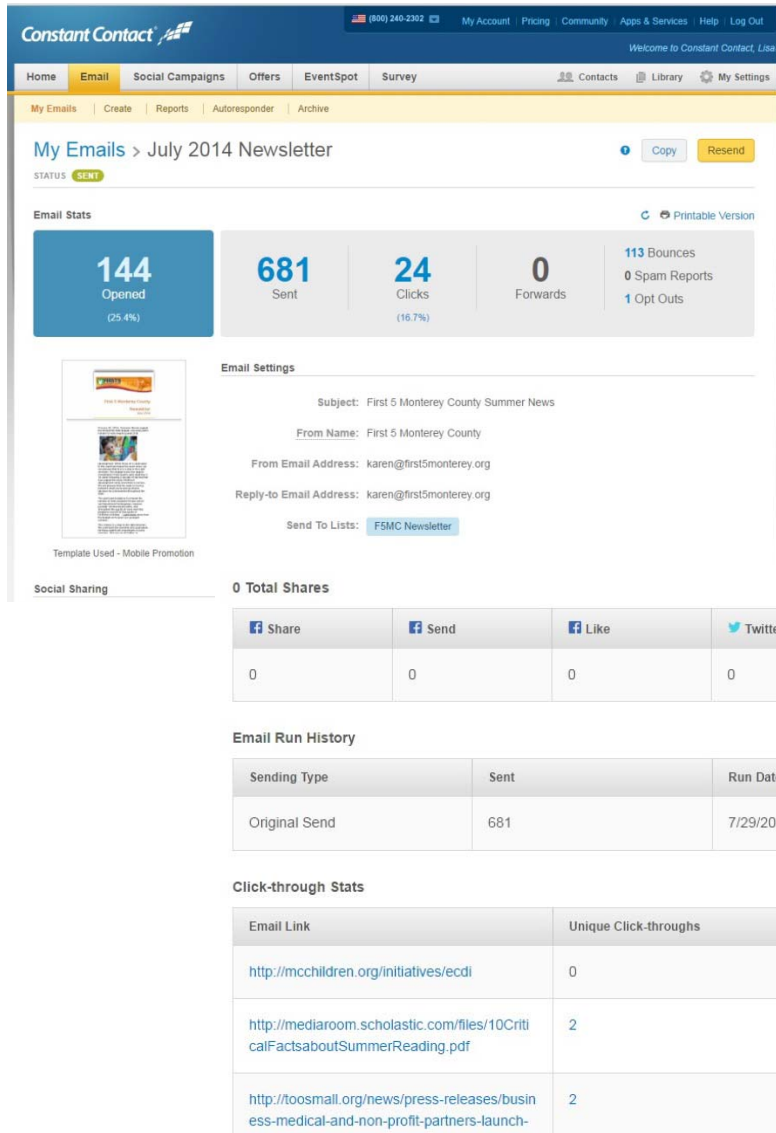 Constant Contact
(800) 240-2302 My Account Pricing Community Apps & Services Help Log Out
Welcome to Constant Contact, Lisa
Home Email Social Campaigns Offers EventSpot Survey Contacts Library My Settings
My Emails Create Reports Autoresponder Archive
My Emails > July 2014 Newsletter Copy Resend
STATUS SENT
Email Stats Printable Version
144 Opened (25.4%)
681 Sent
24 Clicks (16.7%)
0 Forwards
113 Bounces
0 Spam Reports
1 Opt Outs
First 5 Monterey County
Newsletter
Template Used - Mobile Promotion
Email Settings
Subject: First 5 Monterey County Summer News
From Name: First 5 Monterey County
From Email Address: karen@first5monterey.org
Reply-to Email Address: karen@first5monterey.org
Send To Lists: F5MC Newsletter
Social Sharing
0 Total Shares
Share Send Like Twitte
0 0 0 0
Email Run History
Sending Type Sent Run Dat
Original Send 681 7/29/20
Click-through Stats
Email Link Unique Click-throughs
http://mcchildren.org/initiatives/ecdi 0
http://mediaroom.scholastic.com/files/10Criti 2
calFactsaboutSummerReading.pdf
http://toosmall.org/news/press-releases/busin 2
ess-medical-and-non-profit-partners-launch-